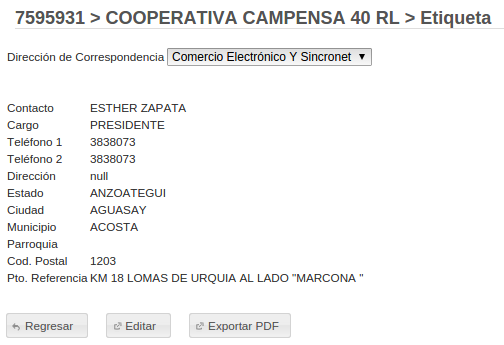 7595931 > COOPERATIVA CAMPENSA 40 RL > Etiqueta
Dirección de Correspondencia Comercio Electrónico Y Sincronet
Contacto ESTHER ZAPATA
Cargo PRESIDENTE
Teléfono 1 3838073
Teléfono 2 3838073
Dirección null
Estado ANZOATEGUI
Ciudad AGUASAY
Municipio ACOSTA
Parroquia
Cod. Postal 1203
Pto. Referencia KM 18 LOMAS DE URQUIA AL LADO "MARCONA "
Regresar Editar Exportar PDF